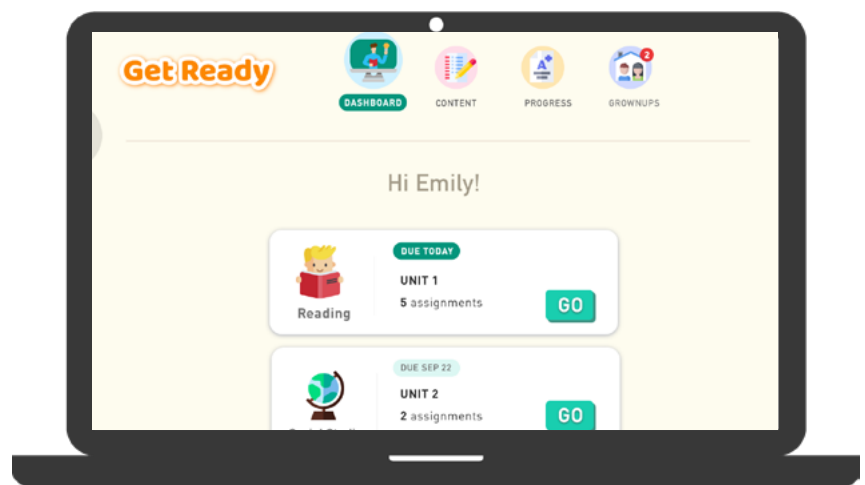 Get Ready
2
DASHBOARD
CONTENT
PROGRESS
GROWNUPS
Hi Emily!
DUE TODAY
UNIT 1
5 assignments
GO
Reading
DUE SEP 22
UNIT 2
2 assignments
GO